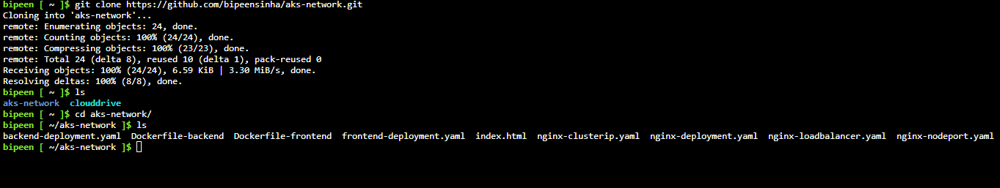 bipeen [ ~ ]$ git clone https://github.com/bipeensinha/aks-network.git
Cloning into 'aks-network'...
remote: Enumerating objects: 24, done.
remote: Counting objects: 100% (24/24), done.
remote: Compressing objects: 100% (23/23), done.
remote: Total 24 (delta 8), reused 10 (delta 1), pack-reused 0
Receiving objects: 100% (24/24), 6.59 KiB | 3.30 MiB/s, done.
Resolving deltas: 100% (8/8), done.
bipeen [ ~ ]$ ls
aks-network  clouddrive
bipeen [ ~ ]$ cd aks-network/
bipeen [ ~/aks-network ]$ ls
backend-deployment.yaml  Dockerfile-backend  Dockerfile-frontend  frontend-deployment.yaml  index.html  nginx-clusterip.yaml  nginx-deployment.yaml  nginx-loadbalancer.yaml  nginx-nodeport.yaml
bipeen [ ~/aks-network ]$